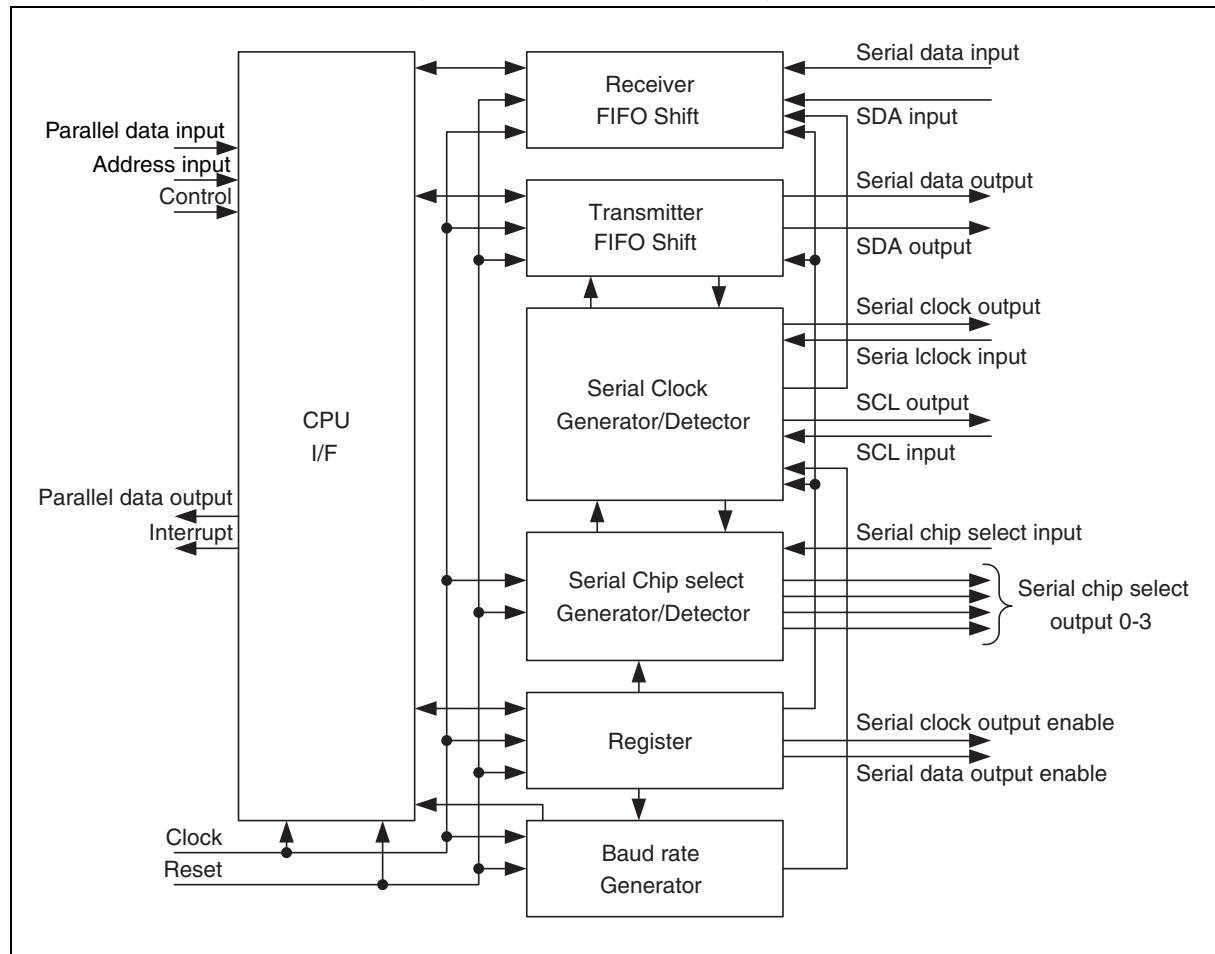 Serial data input
Receiver
FIFO Shift
SDA input
Parallel data input
Address input
Control
Serial data output
Transmitter
FIFO Shift
SDA output
Serial clock output
Seria lclock input
Serial Clock
Generator/Detector
SCL output
SCL input
CPU
I/F
Parallel data output
Interrupt
Serial chip select input
Serial Chip select
Generator/Detector
Serial chip select
output 0-3
Register
Serial clock output enable
Serial data output enable
Clock
Reset
Baud rate
Generator